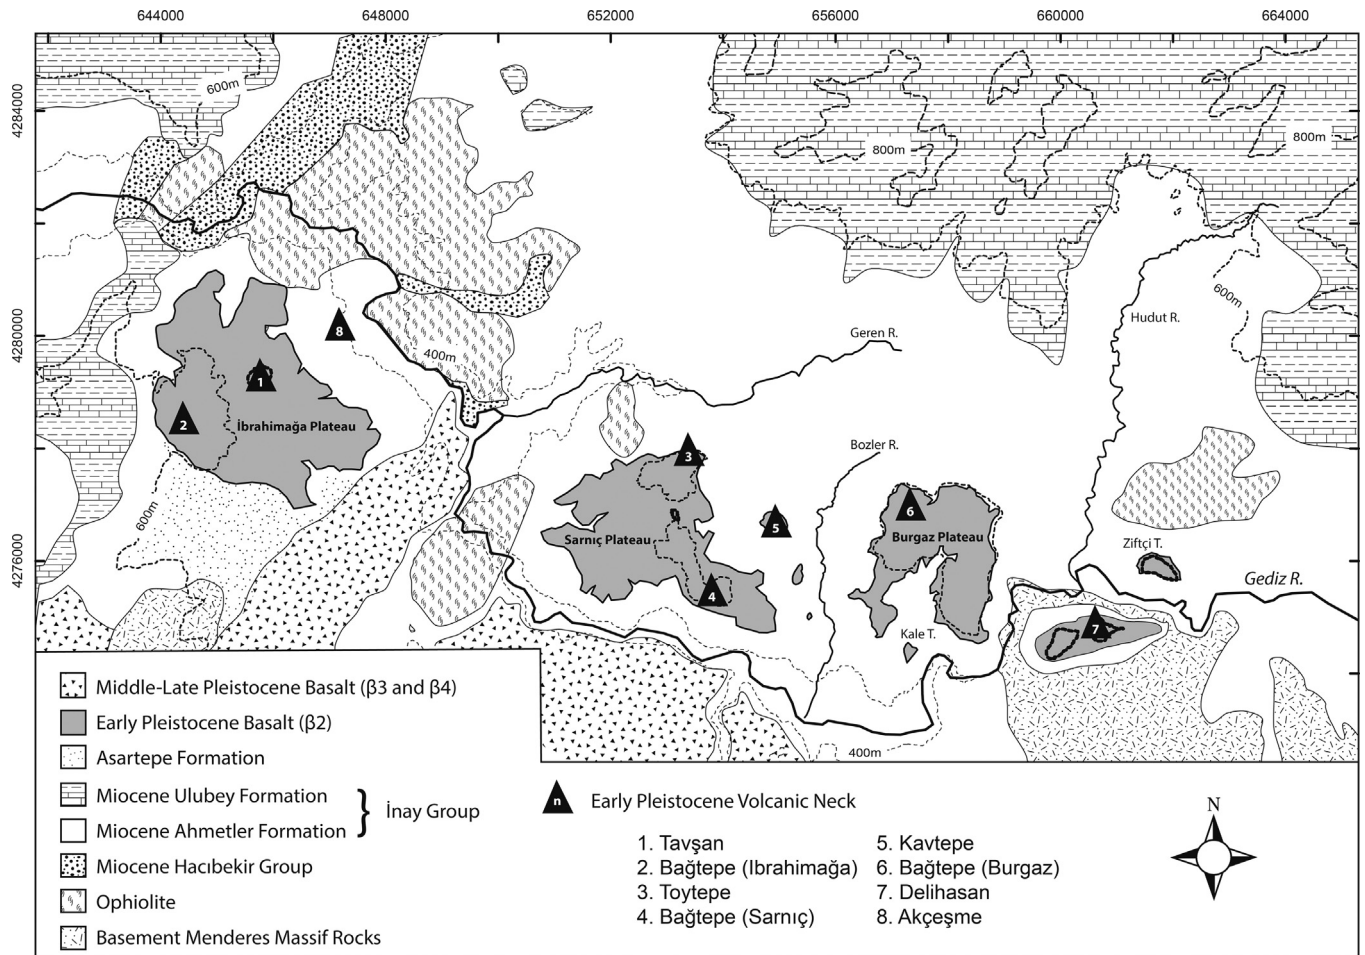 644000
648000
652000
656000
660000
664000
4284000
4280000
4276000
600m
800m
800m
600m
Hudut R.
Geren R.
8
400m
1
2
İbrahimağa Plateau
3
Bozler R.
6
5
Sarnıç Plateau
Burgaz Plateau
600m
Ziftçi T.
Gediz R.
4
Kale T.
7
400m
Middle-Late Pleistocene Basalt (β3 and β4)
Early Pleistocene Basalt (β2)
Asartepe Formation
Miocene Ulubey Formation
Miocene Ahmetler Formation
İnay Group
Miocene Hacıbekir Group
Ophiolite
Basement Menderes Massif Rocks
n Early Pleistocene Volcanic Neck
1. Tavşan
2. Bağtepe (Ibrahimağa)
3. Toytepe
4. Bağtepe (Sarnıç)
5. Kavtepe
6. Bağtepe (Burgaz)
7. Delihasan
8. Akçeşme
N